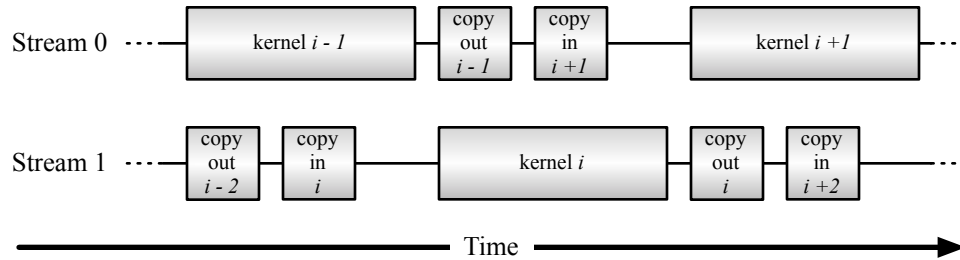 Stream 0
kernel i - 1
copy
out
i - 1
copy
in
i +1
kernel i +1
Stream 1
copy
out
i - 2
copy
in
i
kernel i
copy
out
i
copy
in
i +2
Time